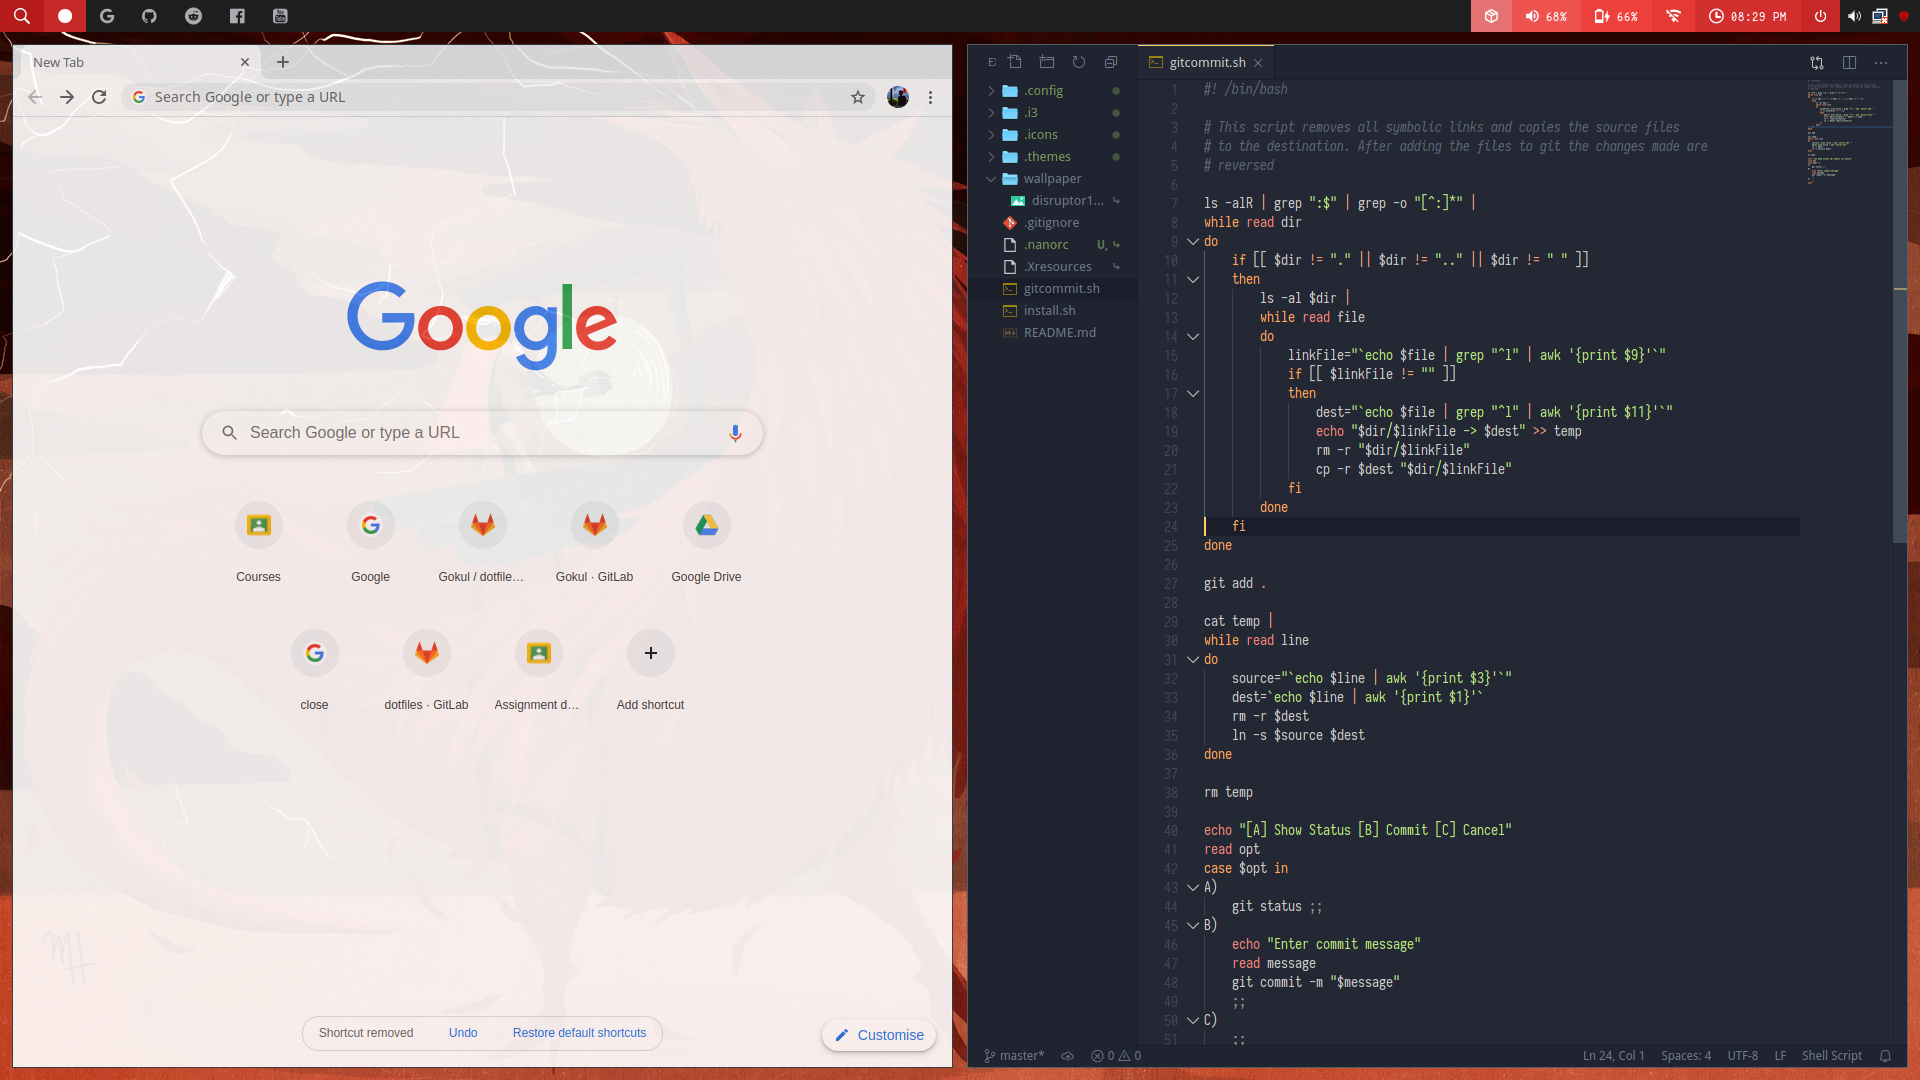 68%
66%
08:29 PM
New Tab
Search Google or type a URL
Google
Search Google or type a URL
Courses
Google
Gokul / dotfile...
Gokul · GitLab
Google Drive
close
dotfiles · GitLab
Assignment d...
Add shortcut
Shortcut removed
Undo
Restore default shortcuts
Customise
E
.config
.i3
.icons
.themes
wallpaper
disruptor1...
.gitignore
.nanorc U,
.Xresources
gitcommit.sh
install.sh
README.md
gitcommit.sh
1 #! /bin/bash
2
3 # This script removes all symbolic links and copies the source files
4 # to the destination. After adding the files to git the changes made are
5 # reversed
6
7 ls -alR | grep ":$" | grep -o "[^:]*" |
8 while read dir
9 do
10 if [[ $dir != "." || $dir != ".." || $dir != " " ]]
11 then
12 ls -al $dir |
13 while read file
14 do
15 linkFile="`echo $file | grep "^l" | awk '{print $9}'`"
16 if [[ $linkFile != "" ]]
17 then
18 dest="`echo $file | grep "^l" | awk '{print $11}'`"
19 echo "$dir/$linkFile -> $dest" >> temp
20 rm -r "$dir/$linkFile"
21 cp -r $dest "$dir/$linkFile"
22 fi
23 done
24 fi
25 done
26
27 git add .
28
29 cat temp |
30 while read line
31 do
32 source="`echo $line | awk '{print $3}'`"
33 dest=`echo $line | awk '{print $1}'`
34 rm -r $dest
35 ln -s $source $dest
36 done
37
38 rm temp
39
40 echo "[A] Show Status [B] Commit [C] Cancel"
41 read opt
42 case $opt in
43 A)
44 git status ;;
45 B)
46 echo "Enter commit message"
47 read message
48 git commit -m "$message"
49 ;;
50 C)
51 ;;
master* 0 0
Ln 24, Col 1 Spaces: 4 UTF-8 LF Shell Script